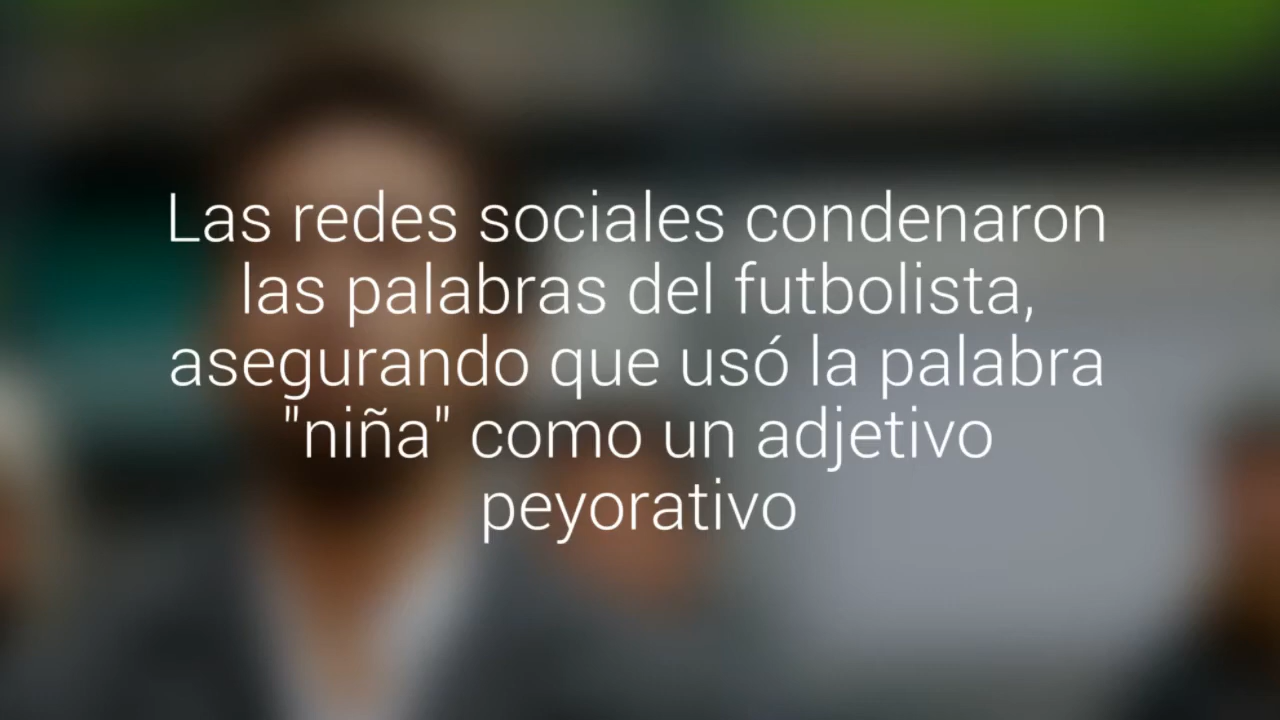 Las redes sociales condenaron
las palabras del futbolista,
asegurando que usó la palabra
"niña" como un adjetivo
peyorativo